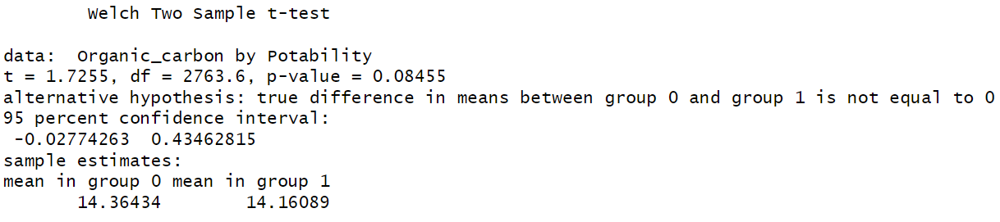 Welch Two Sample t-test
data:  Organic_carbon by Potability
t = 1.7255, df = 2763.6, p-value = 0.08455
alternative hypothesis: true difference in means between group 0 and group 1 is not equal to 0
95 percent confidence interval:
 -0.02774263  0.43462815
sample estimates:
mean in group 0 mean in group 1
       14.36434        14.16089